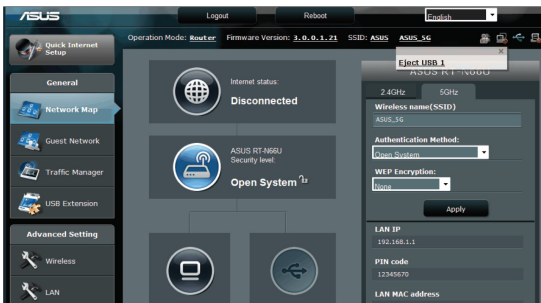 ASUS
Logout
Reboot
English
Quick Internet
Setup
Operation Mode: Router Firmware Version: 3.0.0.1.21 SSID: ASUS ASUS_5G
Eject USB 1
x
General
Network Map
Guest Network
Traffic Manager
USB Extension
Advanced Setting
Wireless
LAN
Internet status:
Disconnected
ASUS RT-N66U
Security level:
Open System
ASUS RT-N66U
2.4GHz
5GHz
Wireless name(SSID)
ASUS_5G
Authentication Method:
Open System
WEP Encryption:
None
Apply
LAN IP
192.168.1.1
PIN code
12345670
LAN MAC address